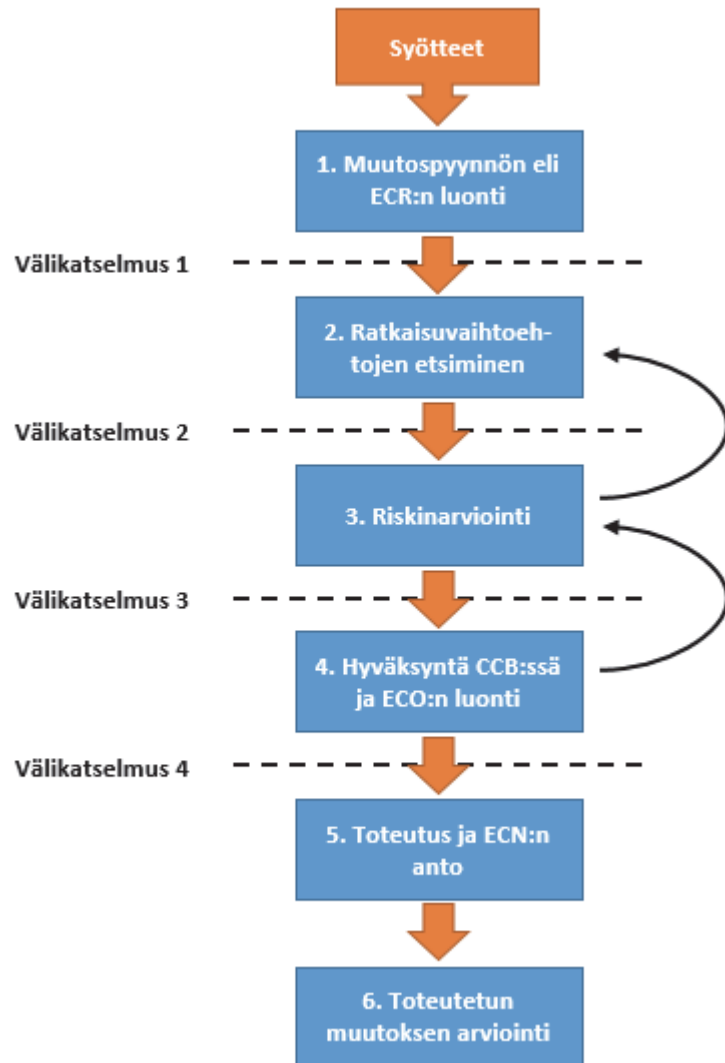 Syötteet
1. Muutospyynnön eli
ECR:n luonti
Välikatselmus 1
2. Ratkaisuvaihtoeh-
tojen etsiminen
Välikatselmus 2
3. Riskinarviointi
Välikatselmus 3
4. Hyväksyntä CCB:ssä
ja ECO:n luonti
Välikatselmus 4
5. Toteutus ja ECN:n
anto
6. Toteutetun
muutoksen arviointi